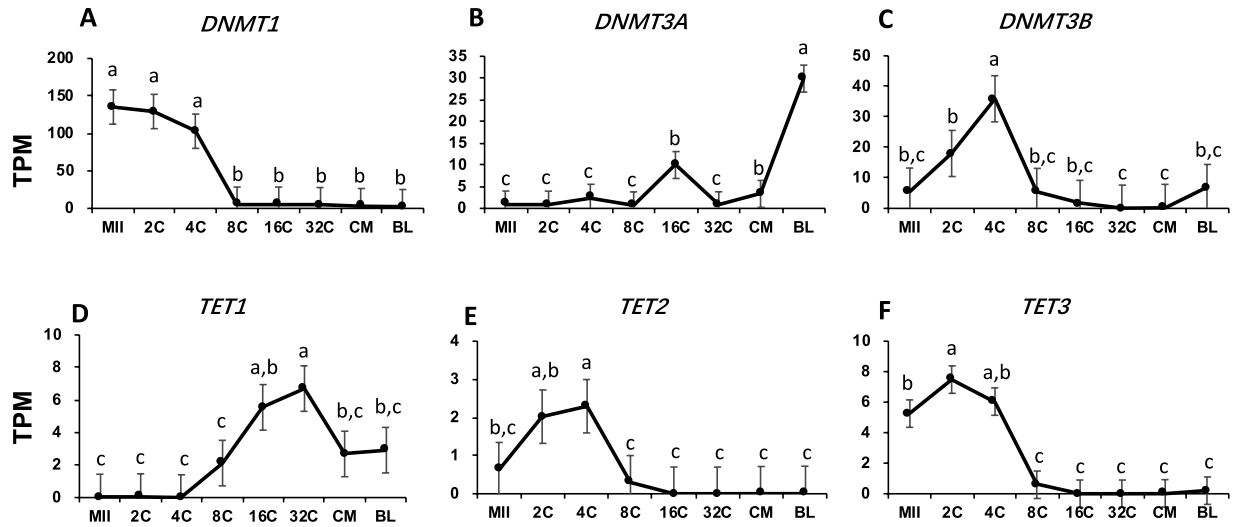 A DNMT1
TPM
200
150
100
50
0
a a a b b b b b
MII 2C 4C 8C 16C 32C CM BL
B DNMT3A
35
30
25
20
15
10
5
0
c c c c b c b a
MII 2C 4C 8C 16C 32C CM BL
C DNMT3B
50
40
30
20
10
0
b,c b a b,c b,c c c b,c
MII 2C 4C 8C 16C 32C CM BL
D TET1
TPM
10
8
6
4
2
0
c c c c a,b a b,c b,c
MII 2C 4C 8C 16C 32C CM BL
E TET2
4
3
2
1
0
b,c a,b a c c c c c
MII 2C 4C 8C 16C 32C CM BL
F TET3
10
8
6
4
2
0
b a a,b c c c c c
MII 2C 4C 8C 16C 32C CM BL